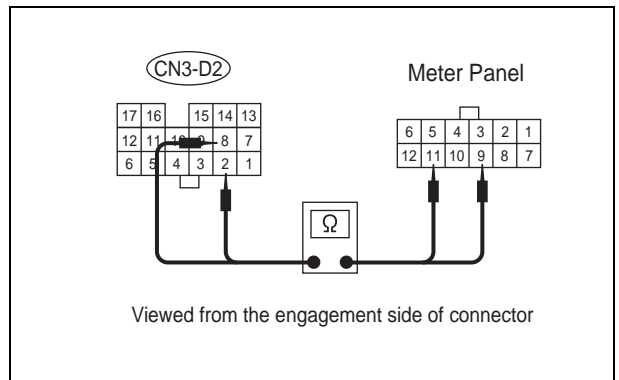 CN3-D2
Meter Panel
17 16 15 14 13
12 11 10 9 8 7
6 5 4 3 2 1
6 5 4 3 2 1
12 11 10 9 8 7
Ω
Viewed from the engagement side of connector